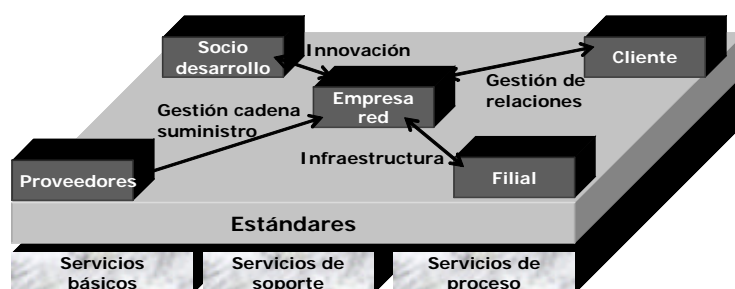 Socio
desarrollo
Innovación
Cliente
Gestión de
relaciones
Empresa
red
Gestión cadena
suministro
Infraestructura
Proveedores
Filial
Estándares
Servicios
básicos
Servicios de
soporte
Servicios de
proceso